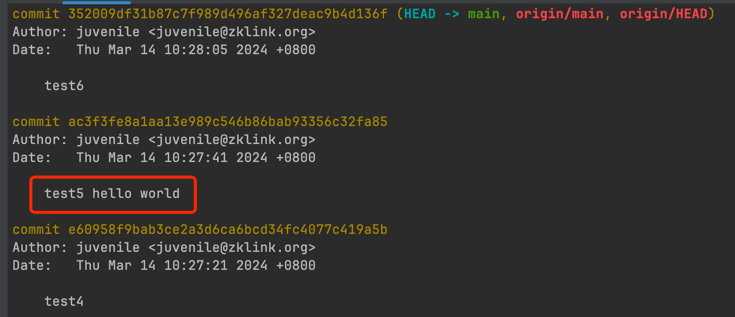 commit 352009df31b87c7f989d496af327deac9b4d136f (HEAD -> main, origin/main, origin/HEAD)
Author: juvenile <juvenile@zklink.org>
Date:   Thu Mar 14 10:28:05 2024 +0800
test6
commit ac3f3fe8a1aa13e989c546b86bab93356c32fa85
Author: juvenile <juvenile@zklink.org>
Date:   Thu Mar 14 10:27:41 2024 +0800
test5 hello world
commit e60958f9bab3ce2a3d6ca6bcd34fc4077c419a5b
Author: juvenile <juvenile@zklink.org>
Date:   Thu Mar 14 10:27:21 2024 +0800
test4